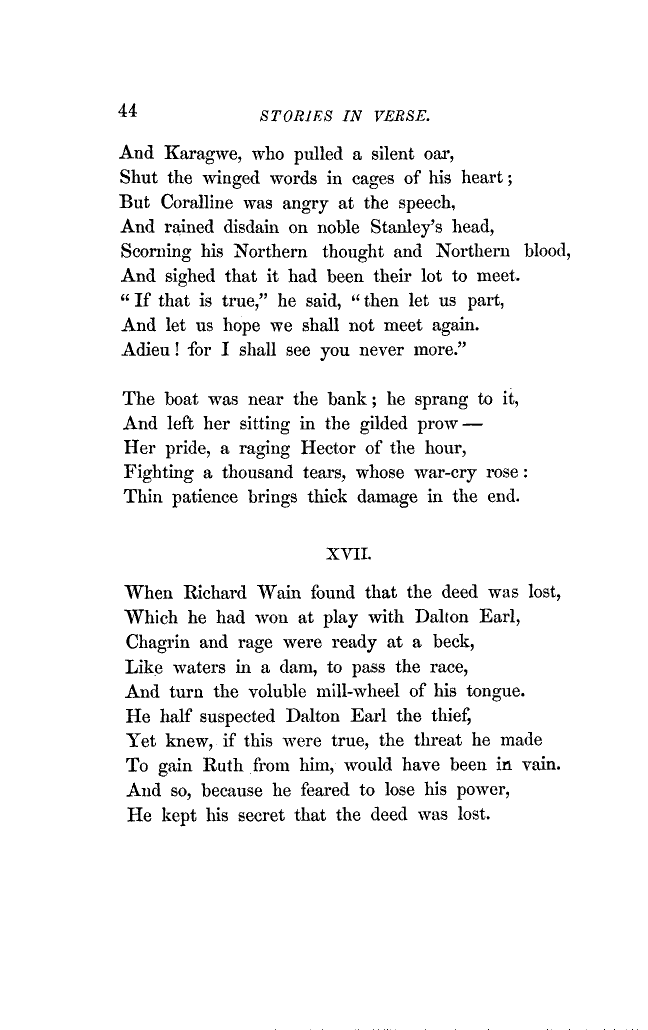 44 STORIES IN VERSE.
And Karagwe, who pulled a silent oar,
Shut the winged words in cages of his heart;
But Coralline was angry at the speech,
And rained disdain on noble Stanley's head,
Scorning his Northern thought and Northern blood,
And sighed that it had been their lot to meet.
"If that is true," he said, "then let us part,
And let us hope we shall not meet again.
Adieu! for I shall see you never more."
The boat was near the bank; he sprang to it,
And left her sitting in the gilded prow—
Her pride, a raging Hector of the hour,
Fighting a thousand tears, whose war-cry rose:
Thin patience brings thick damage in the end.
XVII.
When Richard Wain found that the deed was lost,
Which he had won at play with Dalton Earl,
Chagrin and rage were ready at a beck,
Like waters in a dam, to pass the race,
And turn the voluble mill-wheel of his tongue.
He half suspected Dalton Earl the thief,
Yet knew, if this were true, the threat he made
To gain Ruth from him, would have been in vain.
And so, because he feared to lose his power,
He kept his secret that the deed was lost.